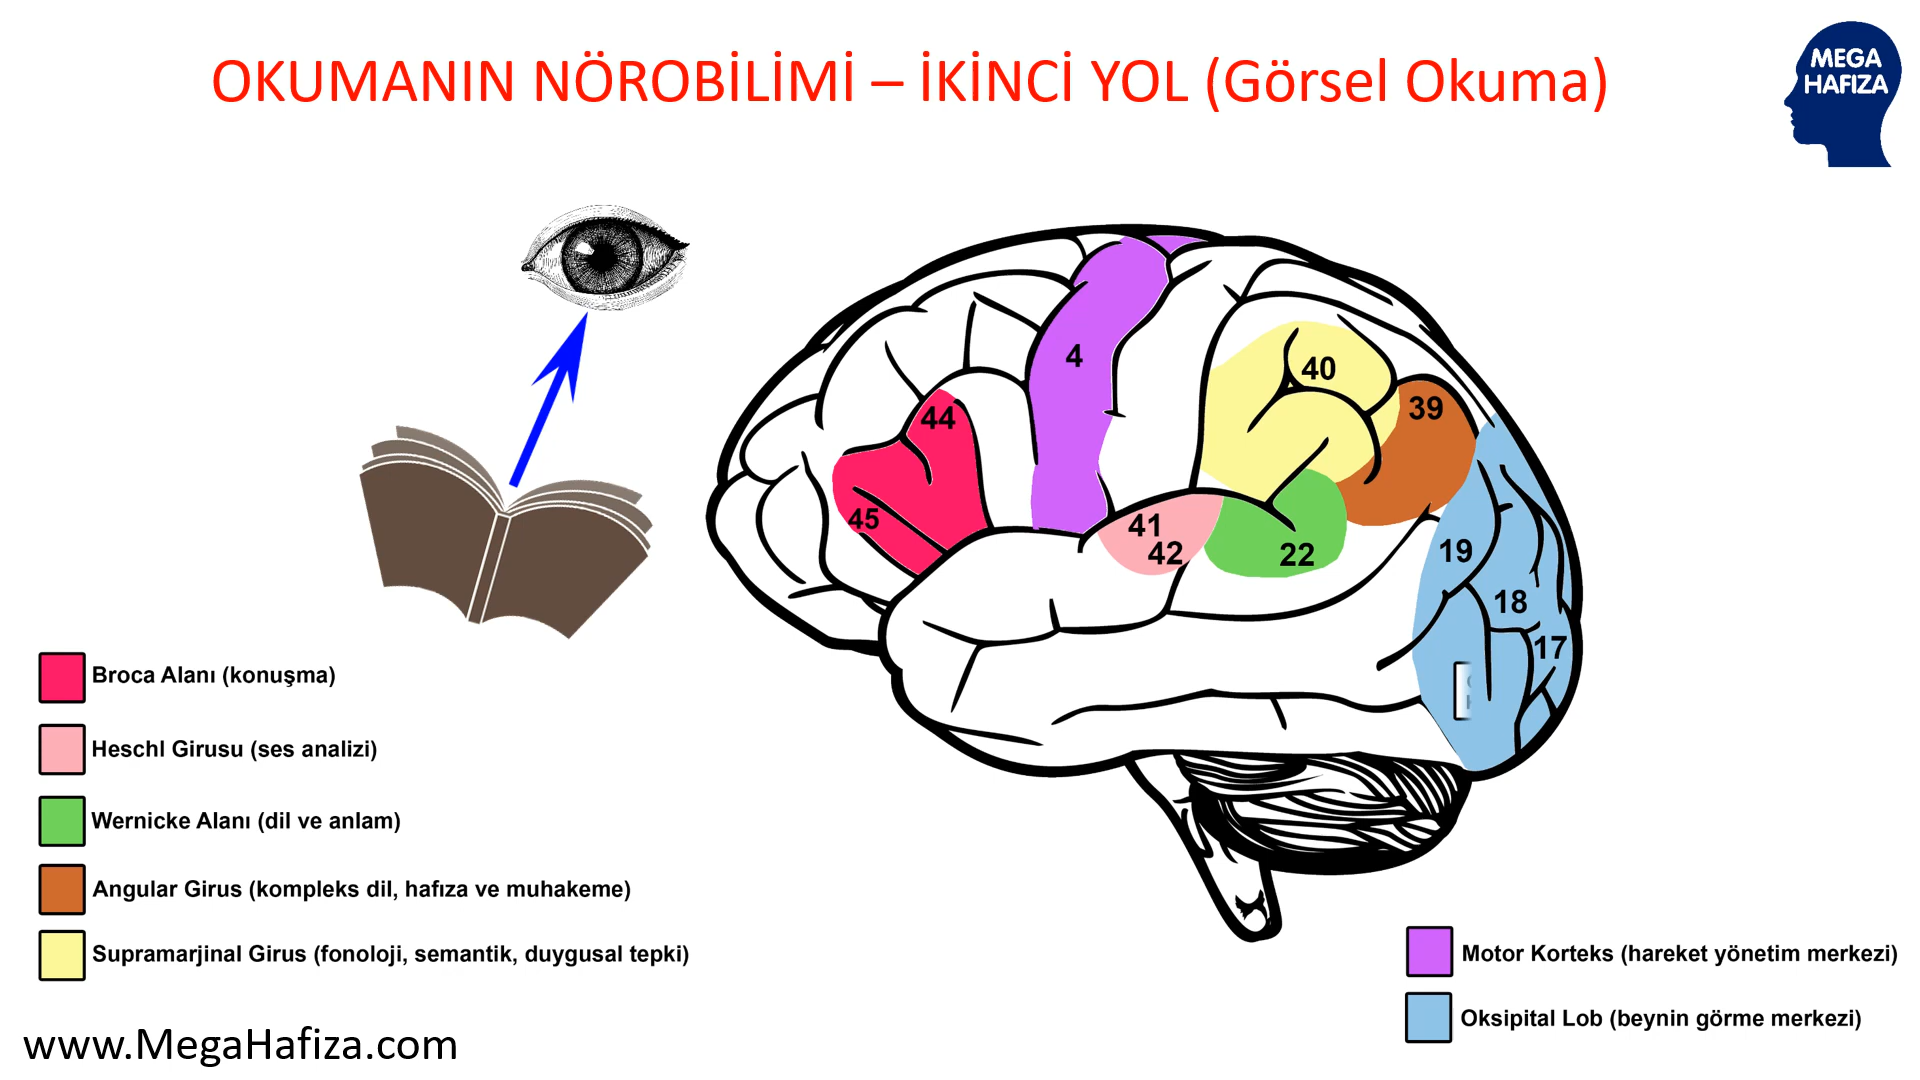 OKUMANIN NÖROBİLİMİ – İKİNCİ YOL (Görsel Okuma)
MEGA
HAFIZA
4
40
39
44
45
41
42
22
19
18
17
Broca Alanı (konuşma)
Heschl Girusu (ses analizi)
Wernicke Alanı (dil ve anlam)
Angular Girus (kompleks dil, hafıza ve muhakeme)
Supramarjinal Girus (fonoloji, semantik, duygusal tepki)
Motor Korteks (hareket yönetim merkezi)
Oksipital Lob (beynin görme merkezi)
www.MegaHafiza.com